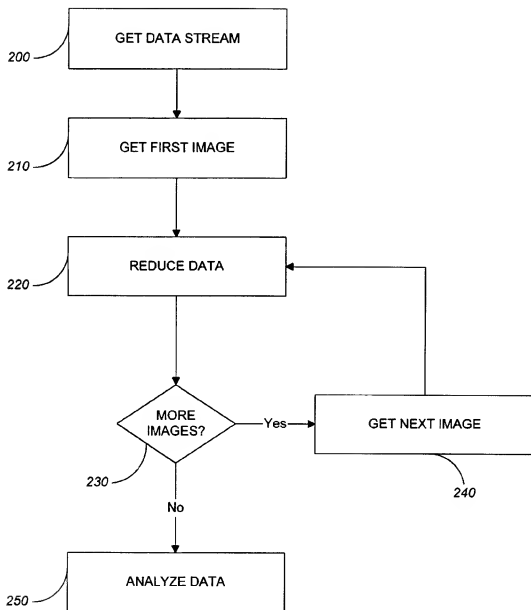 GET DATA STREAM
200
GET FIRST IMAGE
210
REDUCE DATA
220
MORE
IMAGES?
Yes
GET NEXT IMAGE
230
240
No
ANALYZE DATA
250